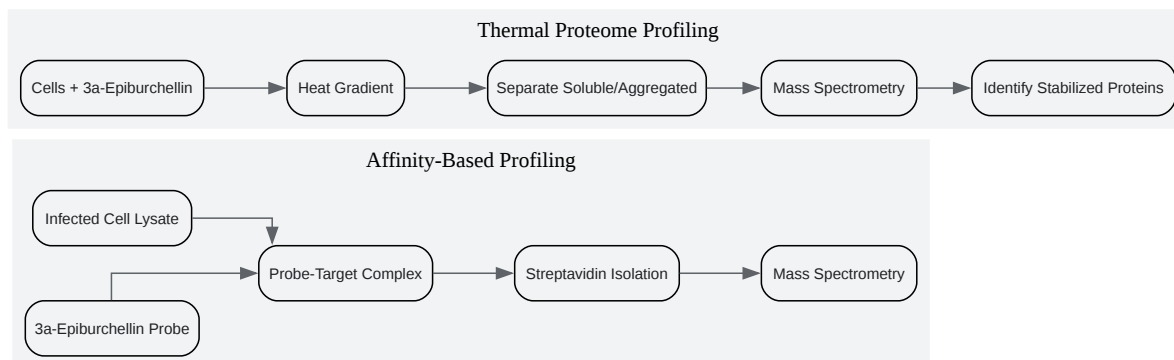 Thermal Proteome Profiling
Cells + 3a-Epiburchellin
Heat Gradient
Separate Soluble/Aggregated
Mass Spectrometry
Identify Stabilized Proteins
Affinity-Based Profiling
Infected Cell Lysate
3a-Epiburchellin Probe
Probe-Target Complex
Streptavidin Isolation
Mass Spectrometry